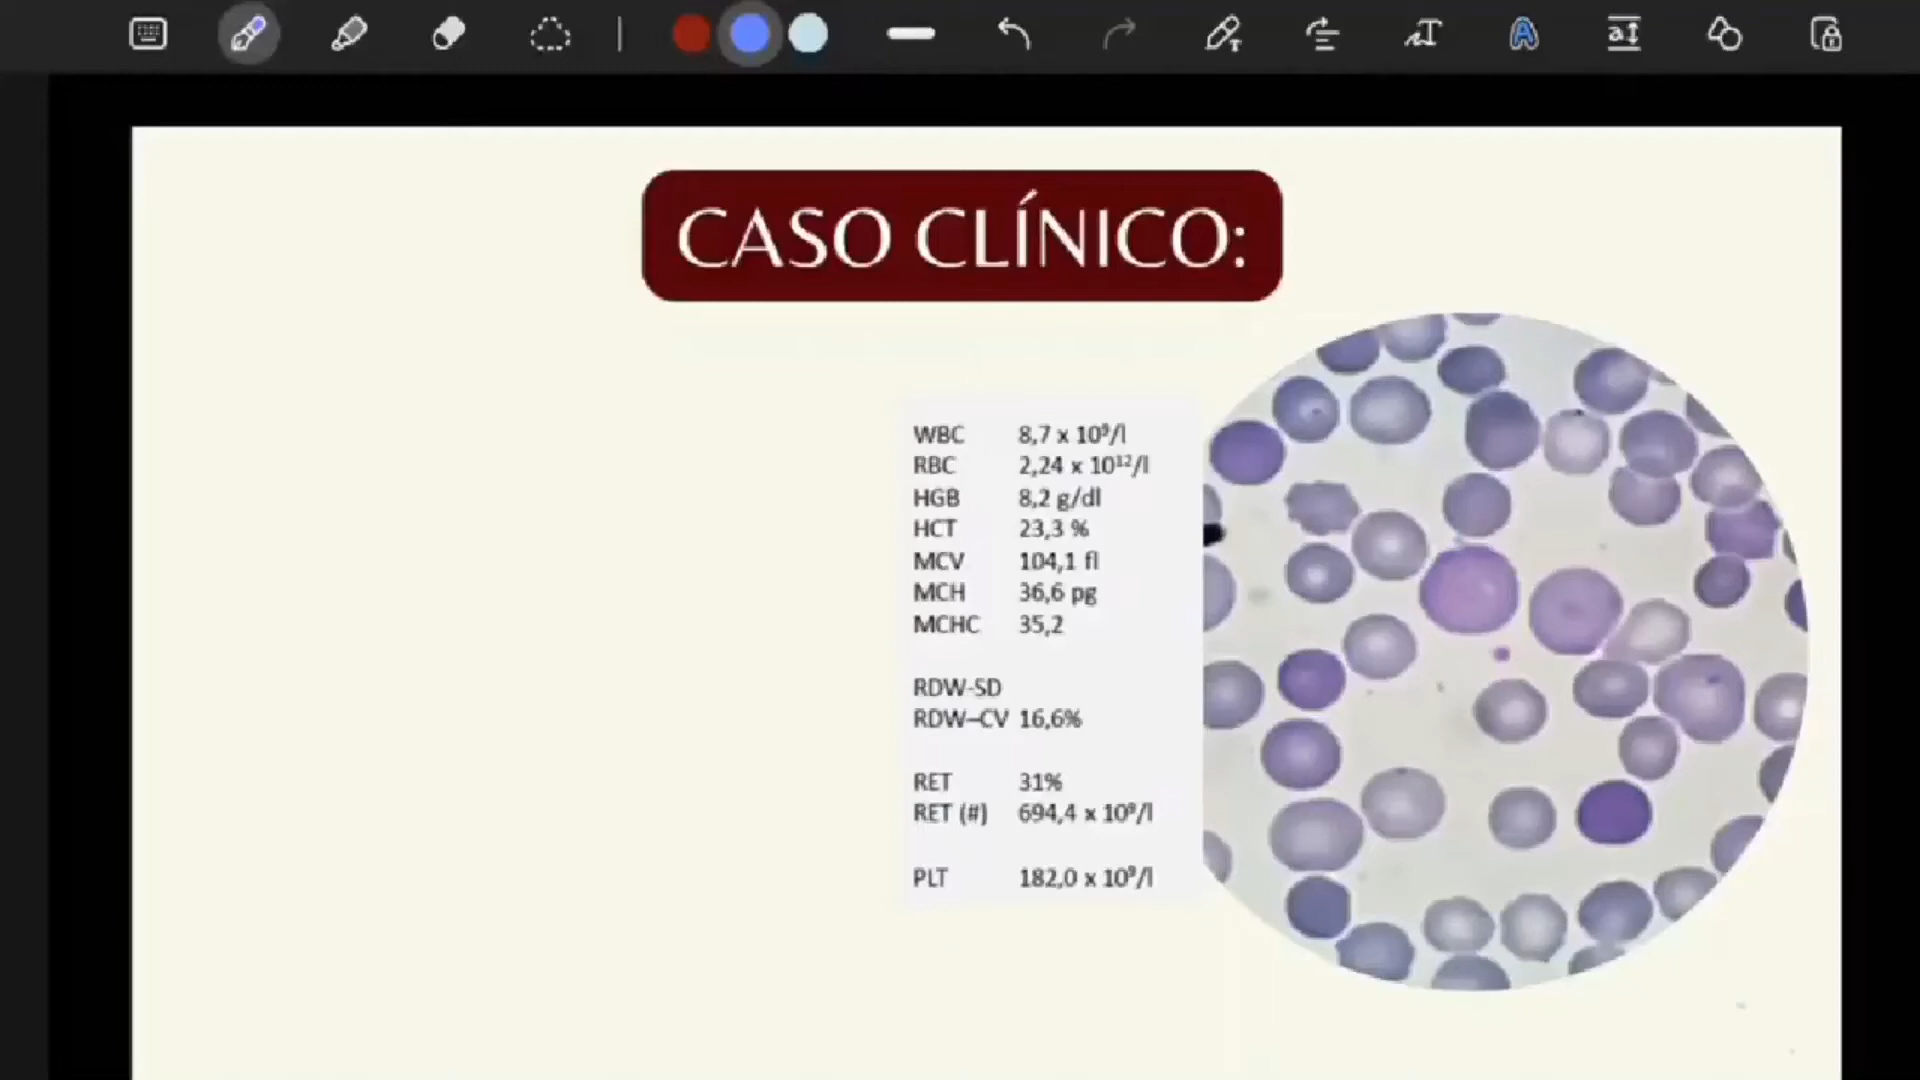 CASO CLÍNICO:
WBC 8,7 x 10⁹/l
RBC 2,24 x 10¹²/l
HGB 8,2 g/dl
HCT 23,3 %
MCV 104,1 fl
MCH 36,6 pg
MCHC 35,2
RDW-SD
RDW–CV 16,6%
RET 31%
RET (#) 694,4 x 10⁹/l
PLT 182,0 x 10⁹/l